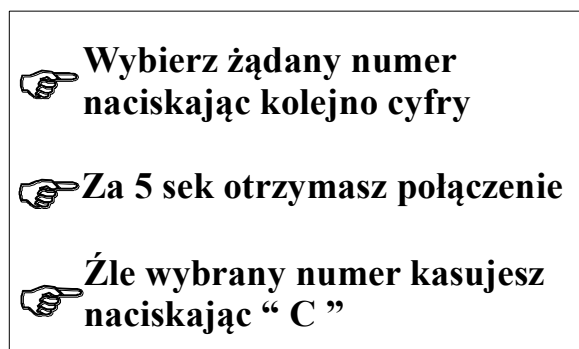 Wybierz żądany numer
naciskając kolejno cyfry
Za 5 sek otrzymasz połączenie
Źle wybrany numer kasujesz
naciskając “ C ”